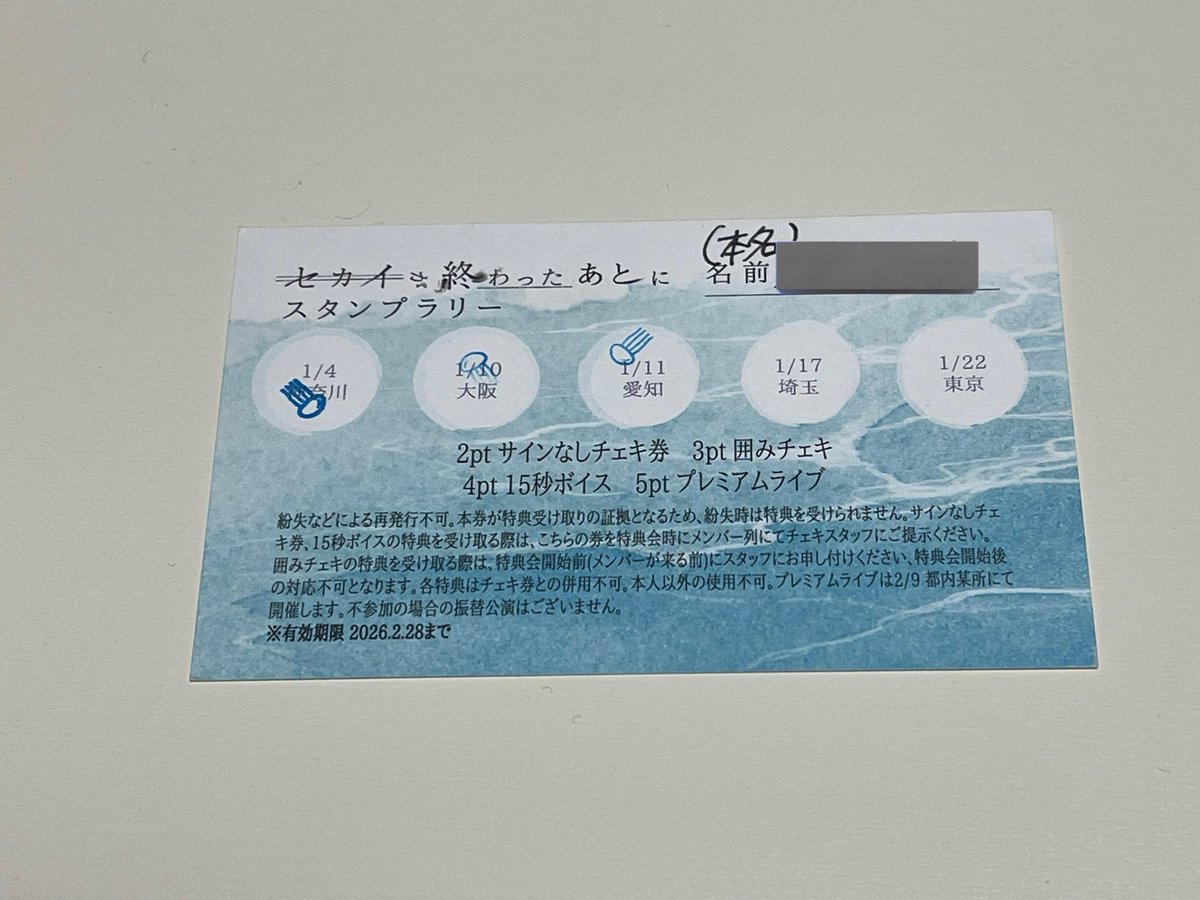 セカイ 終わったあとに
スタンプラリー
(本名)
名前
1/4
奈川
1/10
大阪
1/11
愛知
1/17
埼玉
1/22
東京
2pt サインなしチェキ券 3pt 囲みチェキ
4pt 15秒ボイス 5pt プレミアムライブ
紛失などによる再発行不可。本券が特典受け取りの証拠となるため、紛失時は特典を受けられません。サインなしチェ
キ券、15秒ボイスの特典を受け取る際は、こちらの券を特典会時にメンバー列にてチェキスタッフにご提示ください。
囲みチェキの特典を受け取る際は、特典会開始前(メンバーが来る前)にスタッフにお申し付けください、特典会開始後
の対応不可となります。各特典はチェキ券との併用不可。本人以外の使用不可。プレミアムライブは2/9 都内某所にて
開催します。不参加の場合の振替公演はございません。
※有効期限 2026.2.28まで